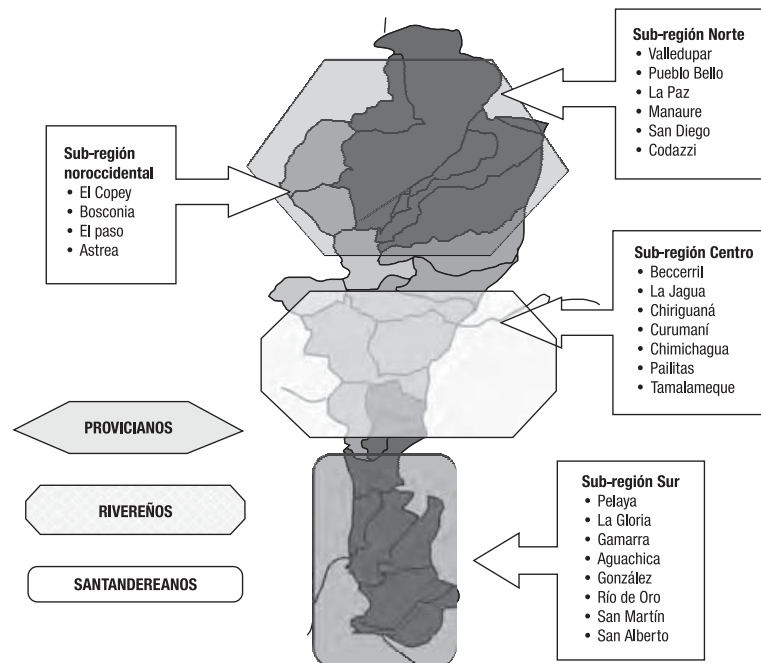 Sub-región Norte
• Valledupar
• Pueblo Bello
• La Paz
• Manaure
• San Diego
• Codazzi
Sub-región
noroccidental
• El Copey
• Bosconia
• El paso
• Astrea
Sub-región Centro
• Beccerril
• La Jagua
• Chiriguaná
• Curumaní
• Chimichagua
• Pailitas
• Tamalameque
PROVICIANOS
RIVEREÑOS
SANTANDEREANOS
Sub-región Sur
• Pelaya
• La Gloria
• Gamarra
• Aguachica
• González
• Río de Oro
• San Martín
• San Alberto